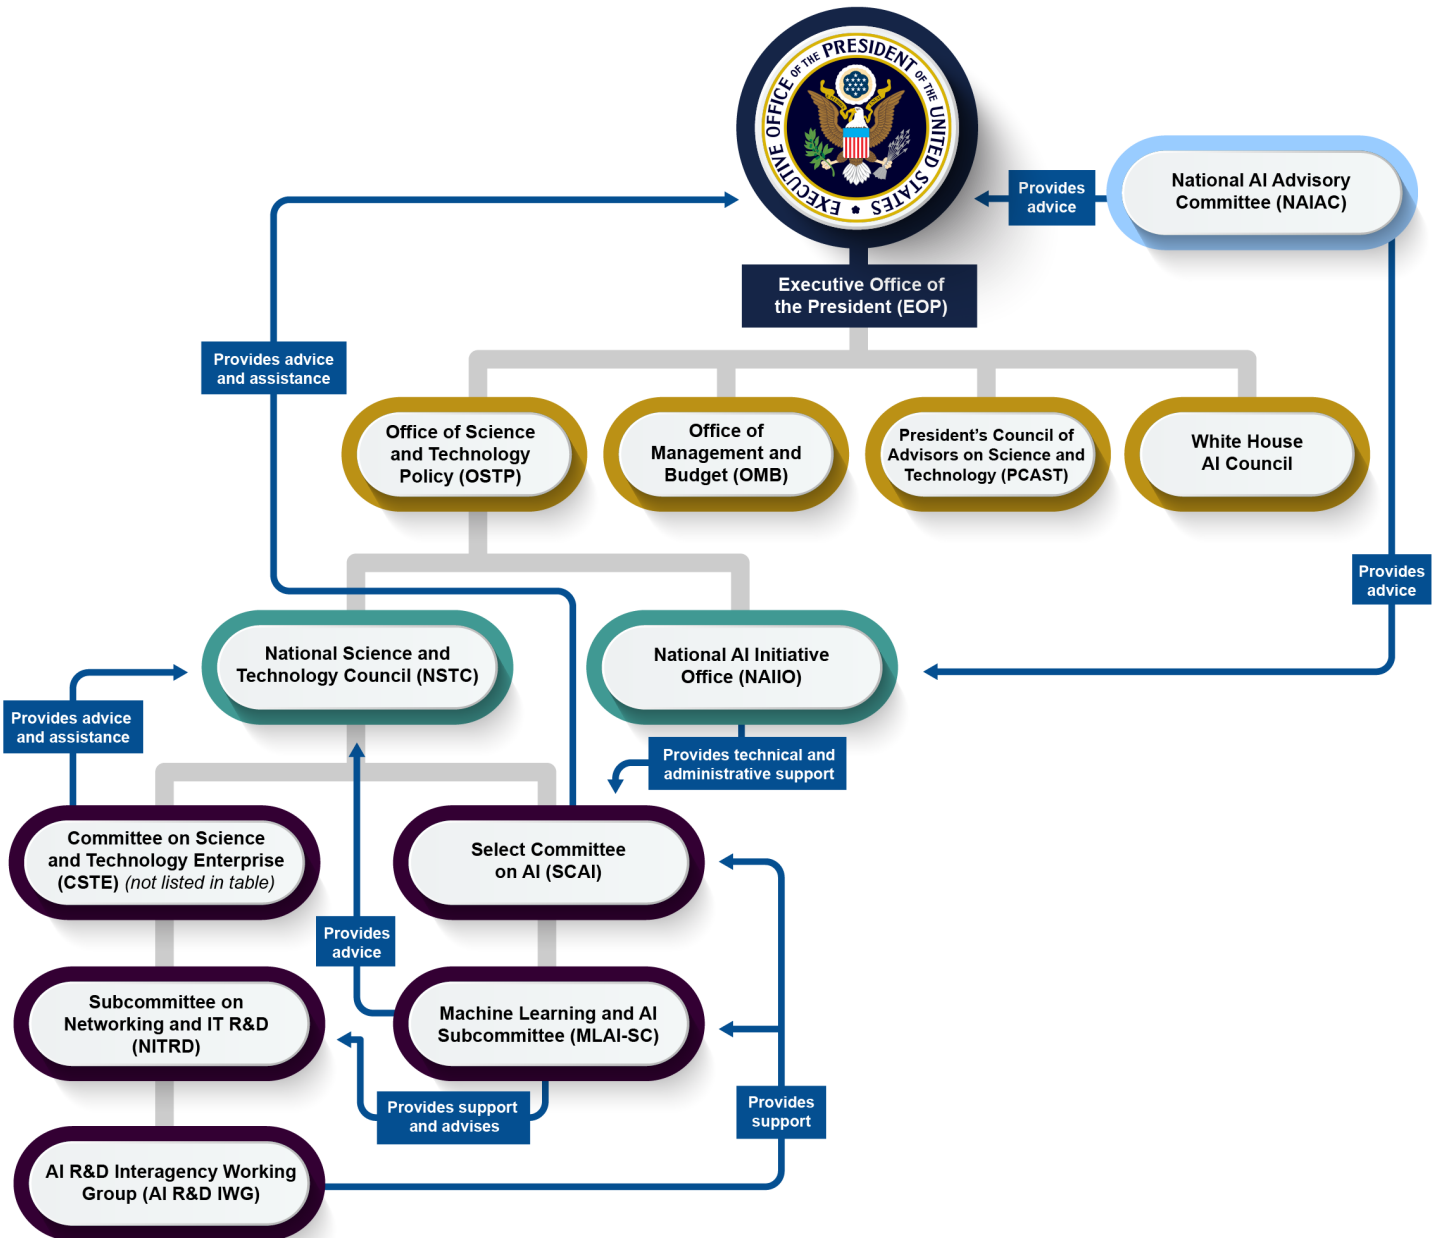 EXECUTIVE OFFICE OF THE PRESIDENT OF THE UNITED STATES
National AI Advisory
Committee (NAIAC)
Provides
advice
Executive Office of
the President (EOP)
Provides advice
and assistance
Office of Science
and Technology
Policy (OSTP)
Office of
Management and
Budget (OMB)
President’s Council of
Advisors on Science and
Technology (PCAST)
White House
AI Council
Provides
advice
National Science and
Technology Council (NSTC)
National AI Initiative
Office (NAIIO)
Provides advice
and assistance
Provides technical and
administrative support
Committee on Science
and Technology Enterprise
(CSTE) (not listed in table)
Select Committee
on AI (SCAI)
Provides
advice
Subcommittee on
Networking and IT R&D
(NITRD)
Machine Learning and AI
Subcommittee (MLAI-SC)
Provides support
and advises
Provides
support
AI R&D Interagency Working
Group (AI R&D IWG)